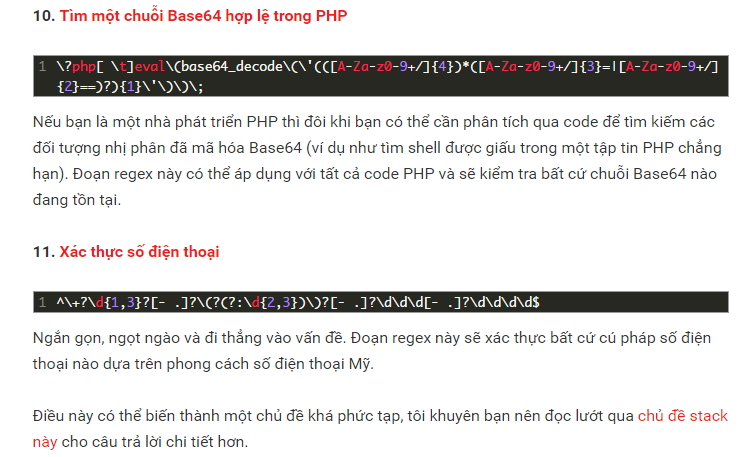 10. Tìm một chuỗi Base64 hợp lệ trong PHP
1 \?php[ \t]eval\(base64_decode\(\'(([A-Za-z0-9+/]{4})*([A-Za-z0-9+/]{3}=|[A-Za-z0-9+/]
{2}==)?){1}\'\)\)\;
Nếu bạn là một nhà phát triển PHP thì đôi khi bạn có thể cần phân tích qua code để tìm kiếm các
đối tượng nhị phân đã mã hóa Base64 (ví dụ như tìm shell được giấu trong một tập tin PHP chẳng
hạn). Đoạn regex này có thể áp dụng với tất cả code PHP và sẽ kiểm tra bất cứ chuỗi Base64 nào
đang tồn tại.
11. Xác thực số điện thoại
1 ^\+?\d{1,3}?[- .]?\(?(?:\d{2,3})\)?[- .]?\d\d\d[- .]?\d\d\d\d$
Ngắn gọn, ngọt ngào và đi thẳng vào vấn đề. Đoạn regex này sẽ xác thực bất cứ cú pháp số điện
thoại nào dựa trên phong cách số điện thoại Mỹ.
Điều này có thể biến thành một chủ đề khá phức tạp, tôi khuyên bạn nên đọc lướt qua chủ đề stack
này cho câu trả lời chi tiết hơn.